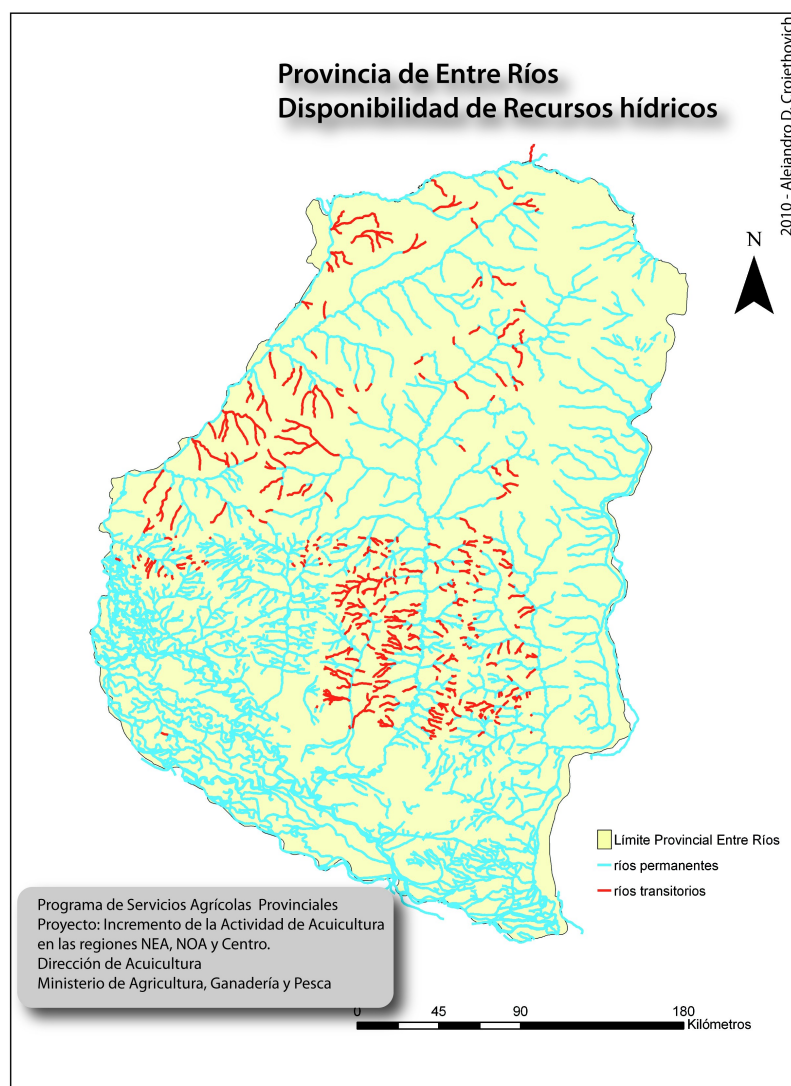 Provincia de Entre Ríos
Disponibilidad de Recursos hídricos
2010 - Alejandro D. Crojethovich
N
Límite Provincial Entre Ríos
ríos permanentes
ríos transitorios
Programa de Servicios Agrícolas  Provinciales
Proyecto: Incremento de la Actividad de Acuicultura
en las regiones NEA, NOA y Centro.
Dirección de Acuicultura
Ministerio de Agricultura, Ganadería y Pesca
0 45 90 180
Kilómetros